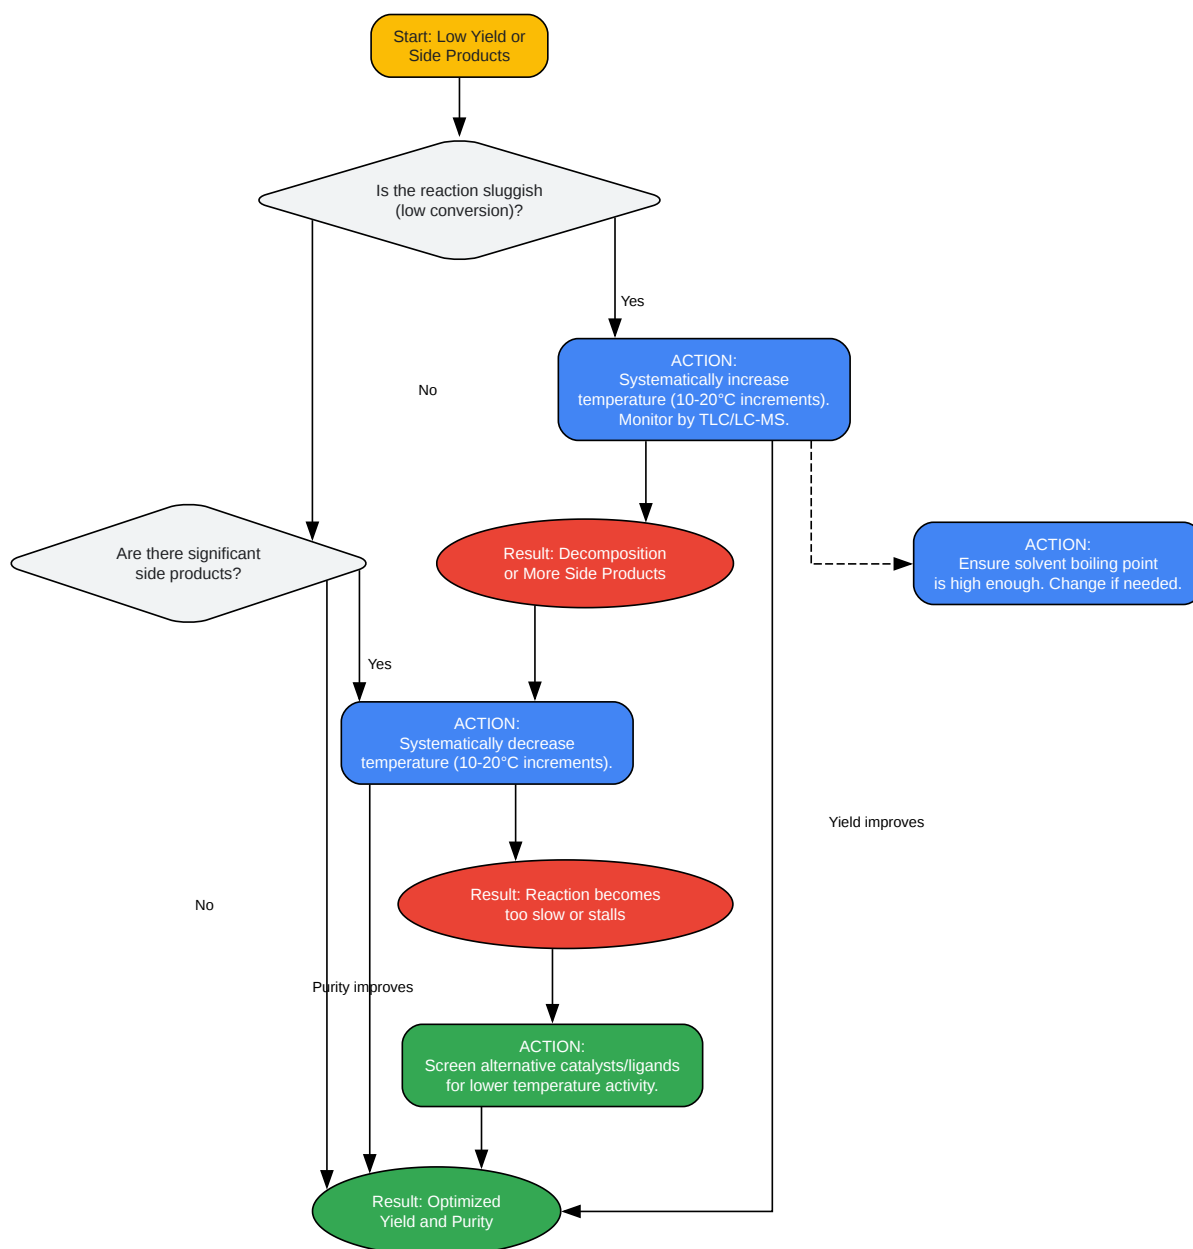 Start: Low Yield or
Side Products
Is the reaction sluggish
(low conversion)?
Yes
ACTION:
Systematically increase
temperature (10-20°C increments).
Monitor by TLC/LC-MS.
No
Are there significant
side products?
Result: Decomposition
or More Side Products
ACTION:
Ensure solvent boiling point
is high enough. Change if needed.
Yes
ACTION:
Systematically decrease
temperature (10-20°C increments).
Yield improves
Result: Reaction becomes
too slow or stalls
No
Purity improves
ACTION:
Screen alternative catalysts/ligands
for lower temperature activity.
Result: Optimized
Yield and Purity